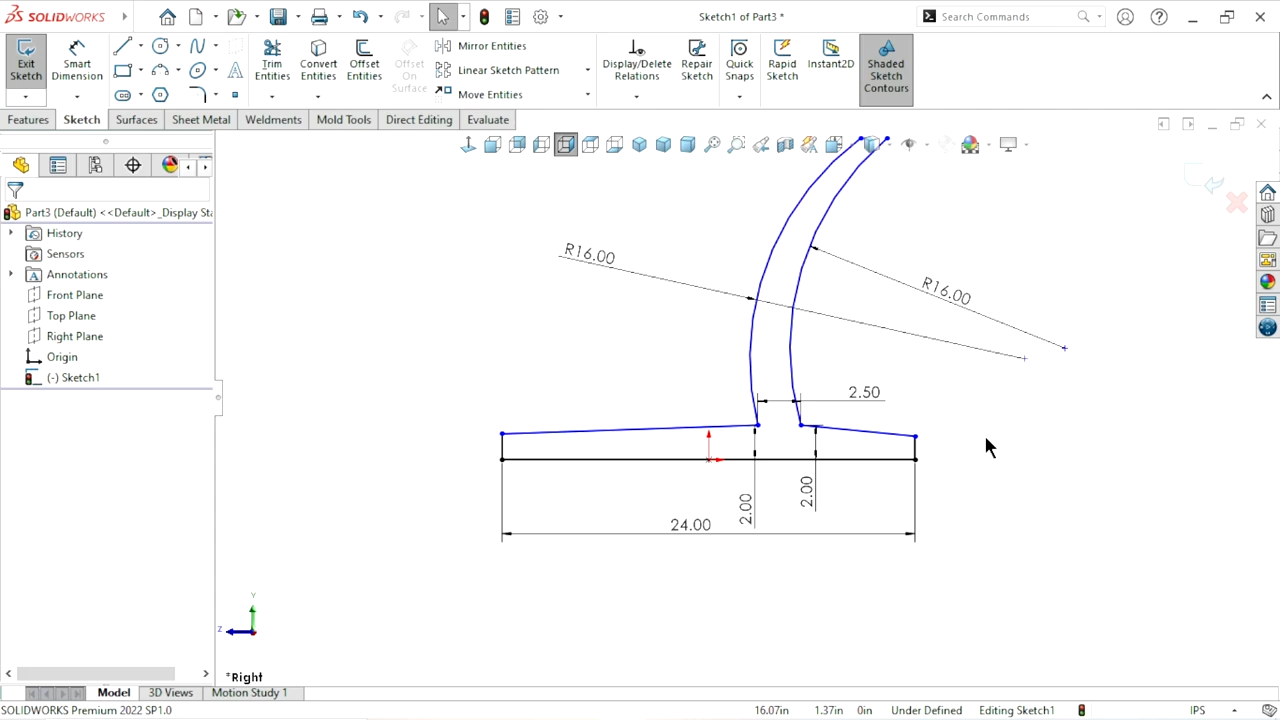 SOLIDWORKS
Sketch1 of Part3 *
Search Commands
Exit Sketch
Smart Dimension
Trim Entities
Convert Entities
Offset Entities
Offset On Surface
Mirror Entities
Linear Sketch Pattern
Move Entities
Display/Delete Relations
Repair Sketch
Quick Snaps
Rapid Sketch
Instant2D
Shaded Sketch Contours
Features
Sketch
Surfaces
Sheet Metal
Weldments
Mold Tools
Direct Editing
Evaluate
Part3 (Default) <<Default>_Display Sta
History
Sensors
Annotations
Front Plane
Top Plane
Right Plane
Origin
(-) Sketch1
R16.00
R16.00
2.50
2.00
2.00
24.00
Y
Z
*Right
Model
3D Views
Motion Study 1
SOLIDWORKS Premium 2022 SP1.0
16.07in
1.37in
0in
Under Defined
Editing Sketch1
IPS